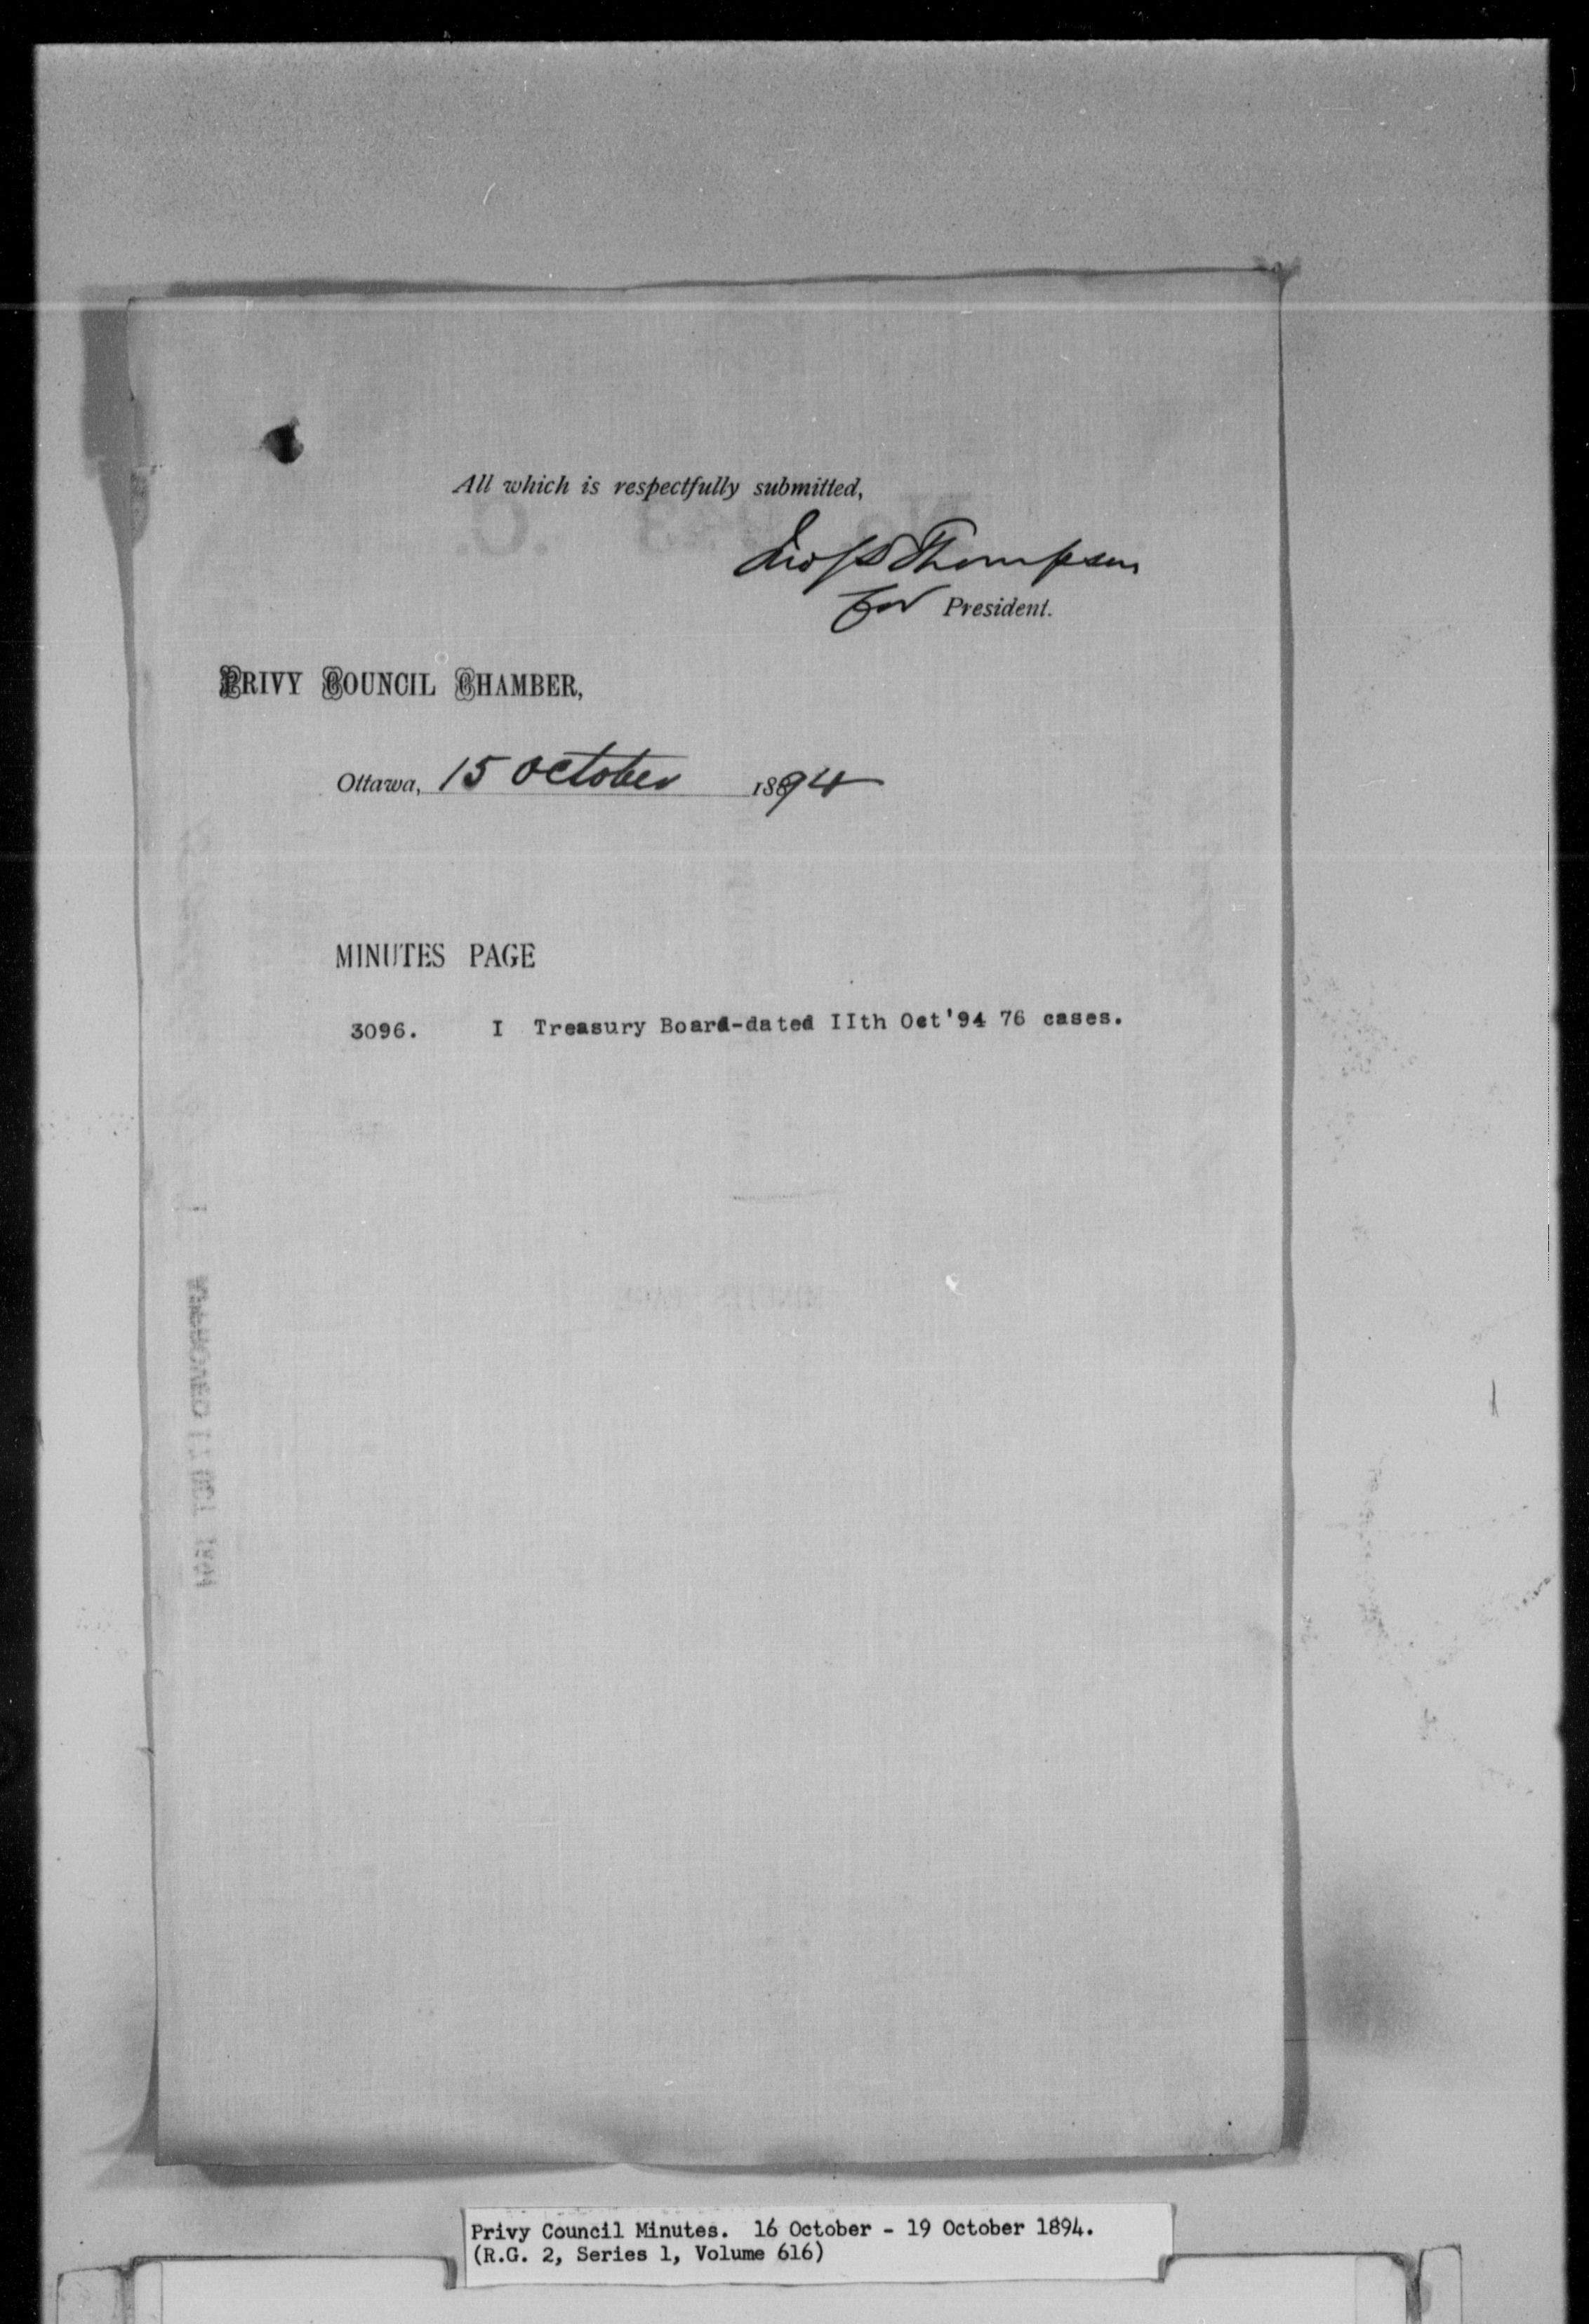 All which is respectfully submitted,
Jno S D Thompson
for President.
PRIVY COUNCIL CHAMBER,
Ottawa, 15 October 1894
MINUTES PAGE
3096. I Treasury Board-dated IIth Oct'94 76 cases.
Privy Council Minutes. 16 October - 19 October 1894.
(R.G. 2, Series 1, Volume 616)